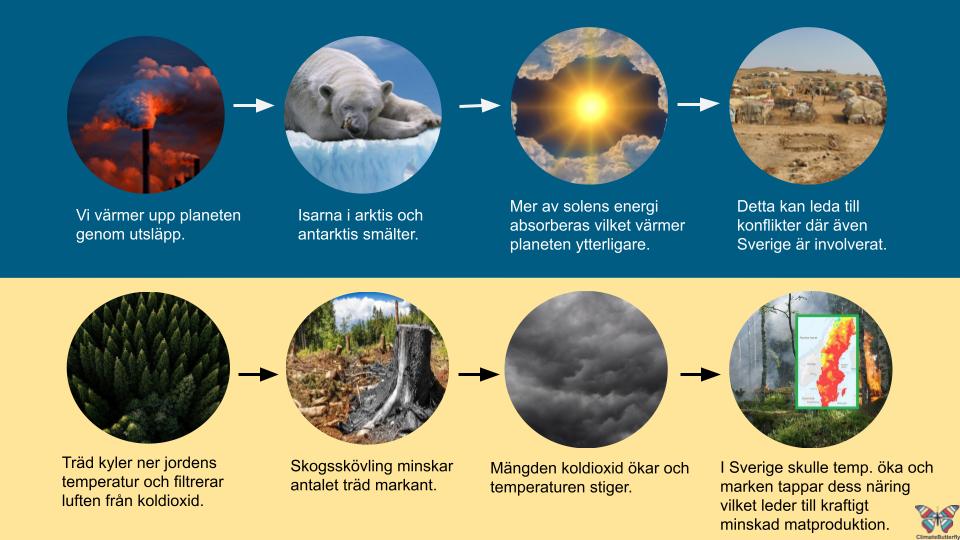 Vi värmer upp planeten
genom utsläpp.
Isarna i arktis och
antarktis smälter.
Mer av solens energi
absorberas vilket värmer
planeten ytterligare.
Detta kan leda till
konflikter där även
Sverige är involverat.
Träd kyler ner jordens
temperatur och filtrerar
luften från koldioxid.
Skogsskövling minskar
antalet träd markant.
Mängden koldioxid ökar och
temperaturen stiger.
I Sverige skulle temp. öka och
marken tappar dess näring
vilket leder till kraftigt
minskad matproduktion.
ClimateButterfly